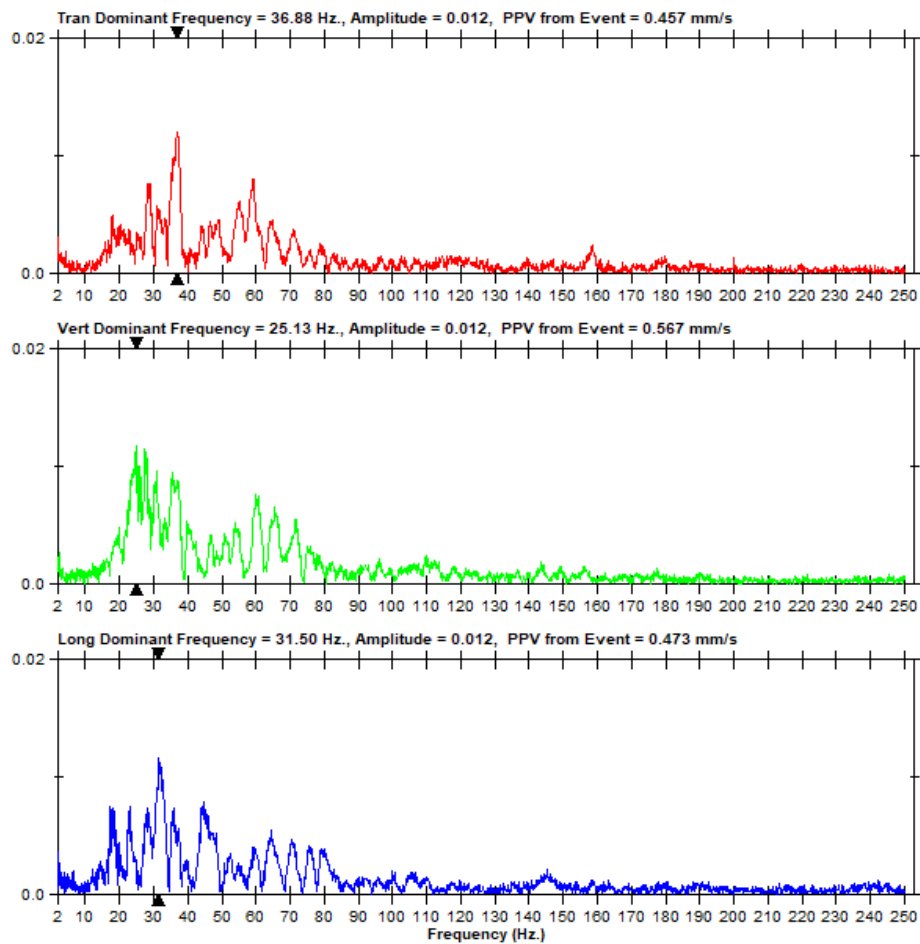 Tran Dominant Frequency = 36.88 Hz., Amplitude = 0.012, PPV from Event = 0.457 mm/s
0.02
0.0
2 10 20 30 40 50 60 70 80 90 100 110 120 130 140 150 160 170 180 190 200 210 220 230 250
Vert Dominant Frequency = 25.13 Hz., Amplitude = 0.012, PPV from Event = 0.567 mm/s
0.02
0.0
2 10 20 30 40 50 60 70 80 90 100 110 120 130 140 150 160 170 180 190 200 210 220 230 250
Long Dominant Frequency = 31.50 Hz., Amplitude = 0.012, PPV from Event = 0.473 mm/s
0.02
0.0
2 10 20 30 40 50 60 70 80 90 100 110 120 130 140 150 160 170 180 190 200 210 220 230 250
Frequency (Hz.)